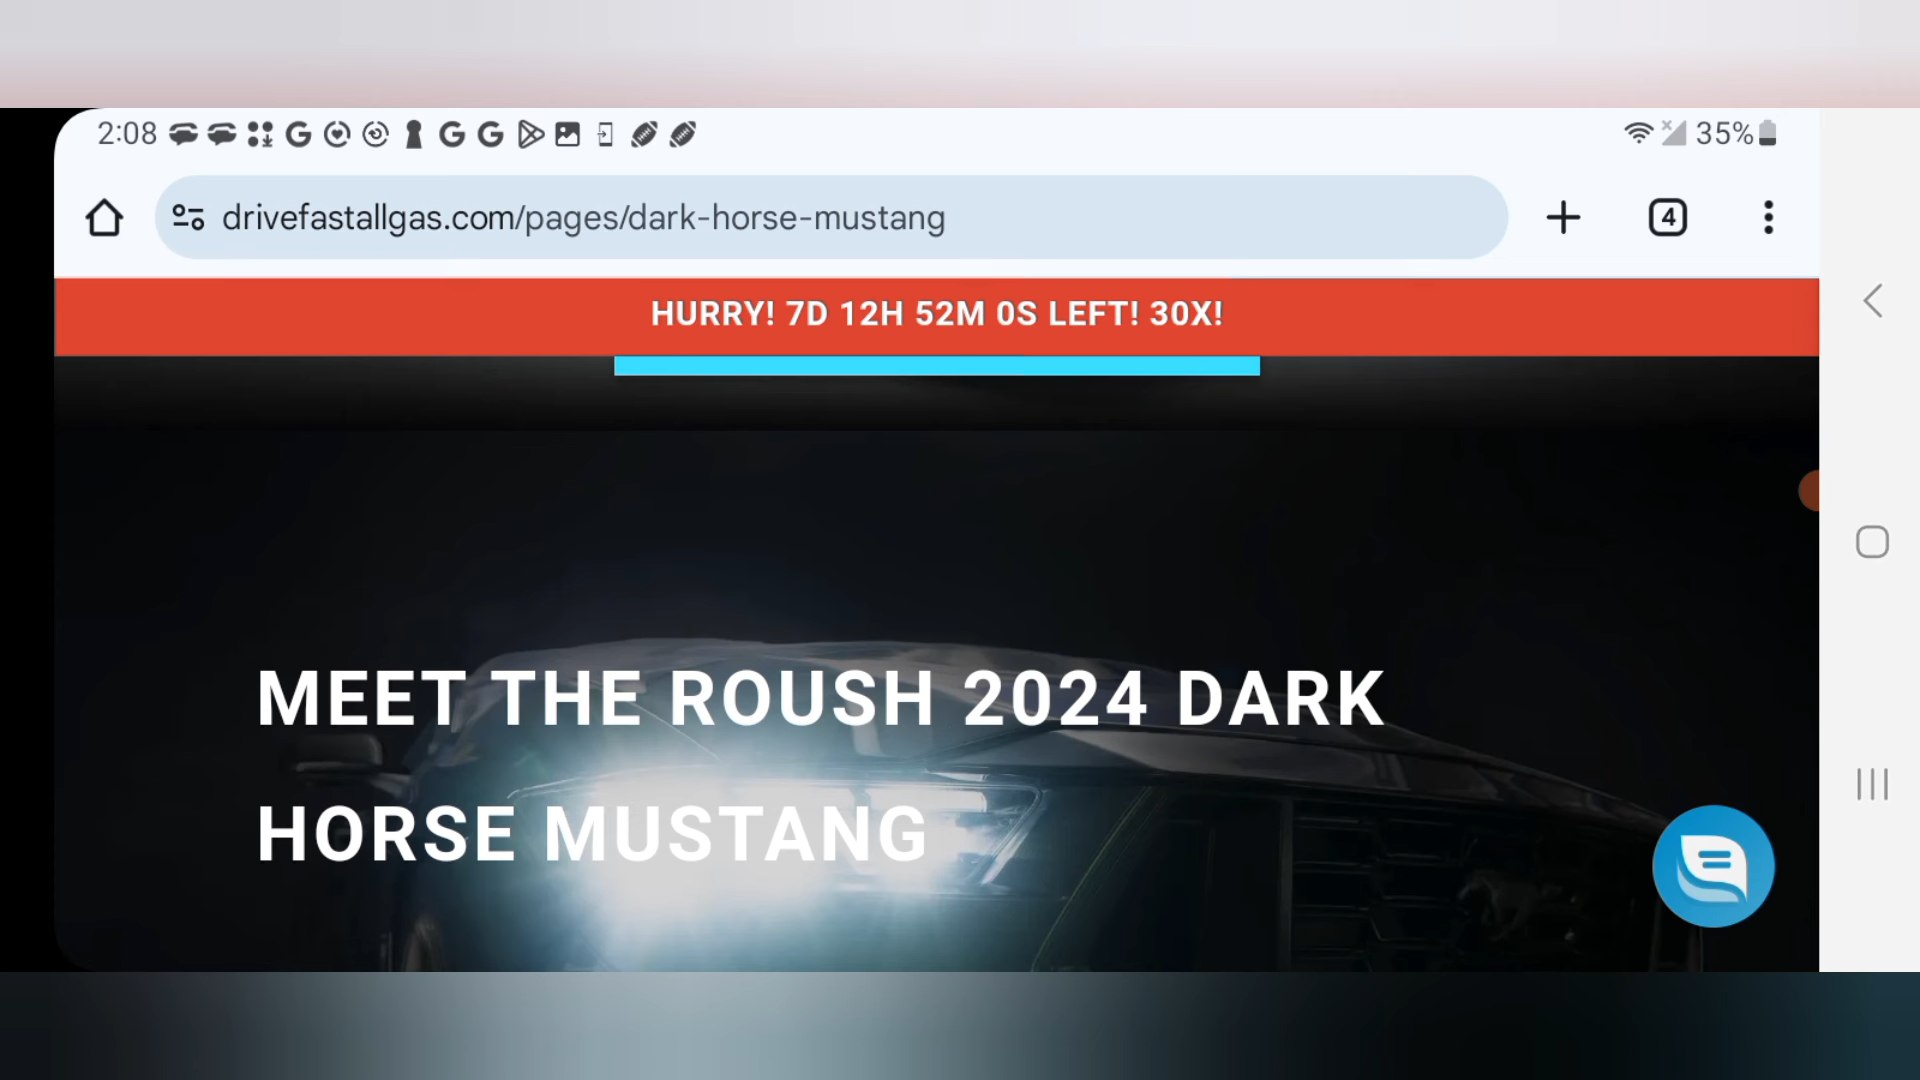 2:08
35%
drivefastallgas.com/pages/dark-horse-mustang
4
HURRY! 7D 12H 52M 0S LEFT! 30X!
MEET THE ROUSH 2024 DARK
HORSE MUSTANG